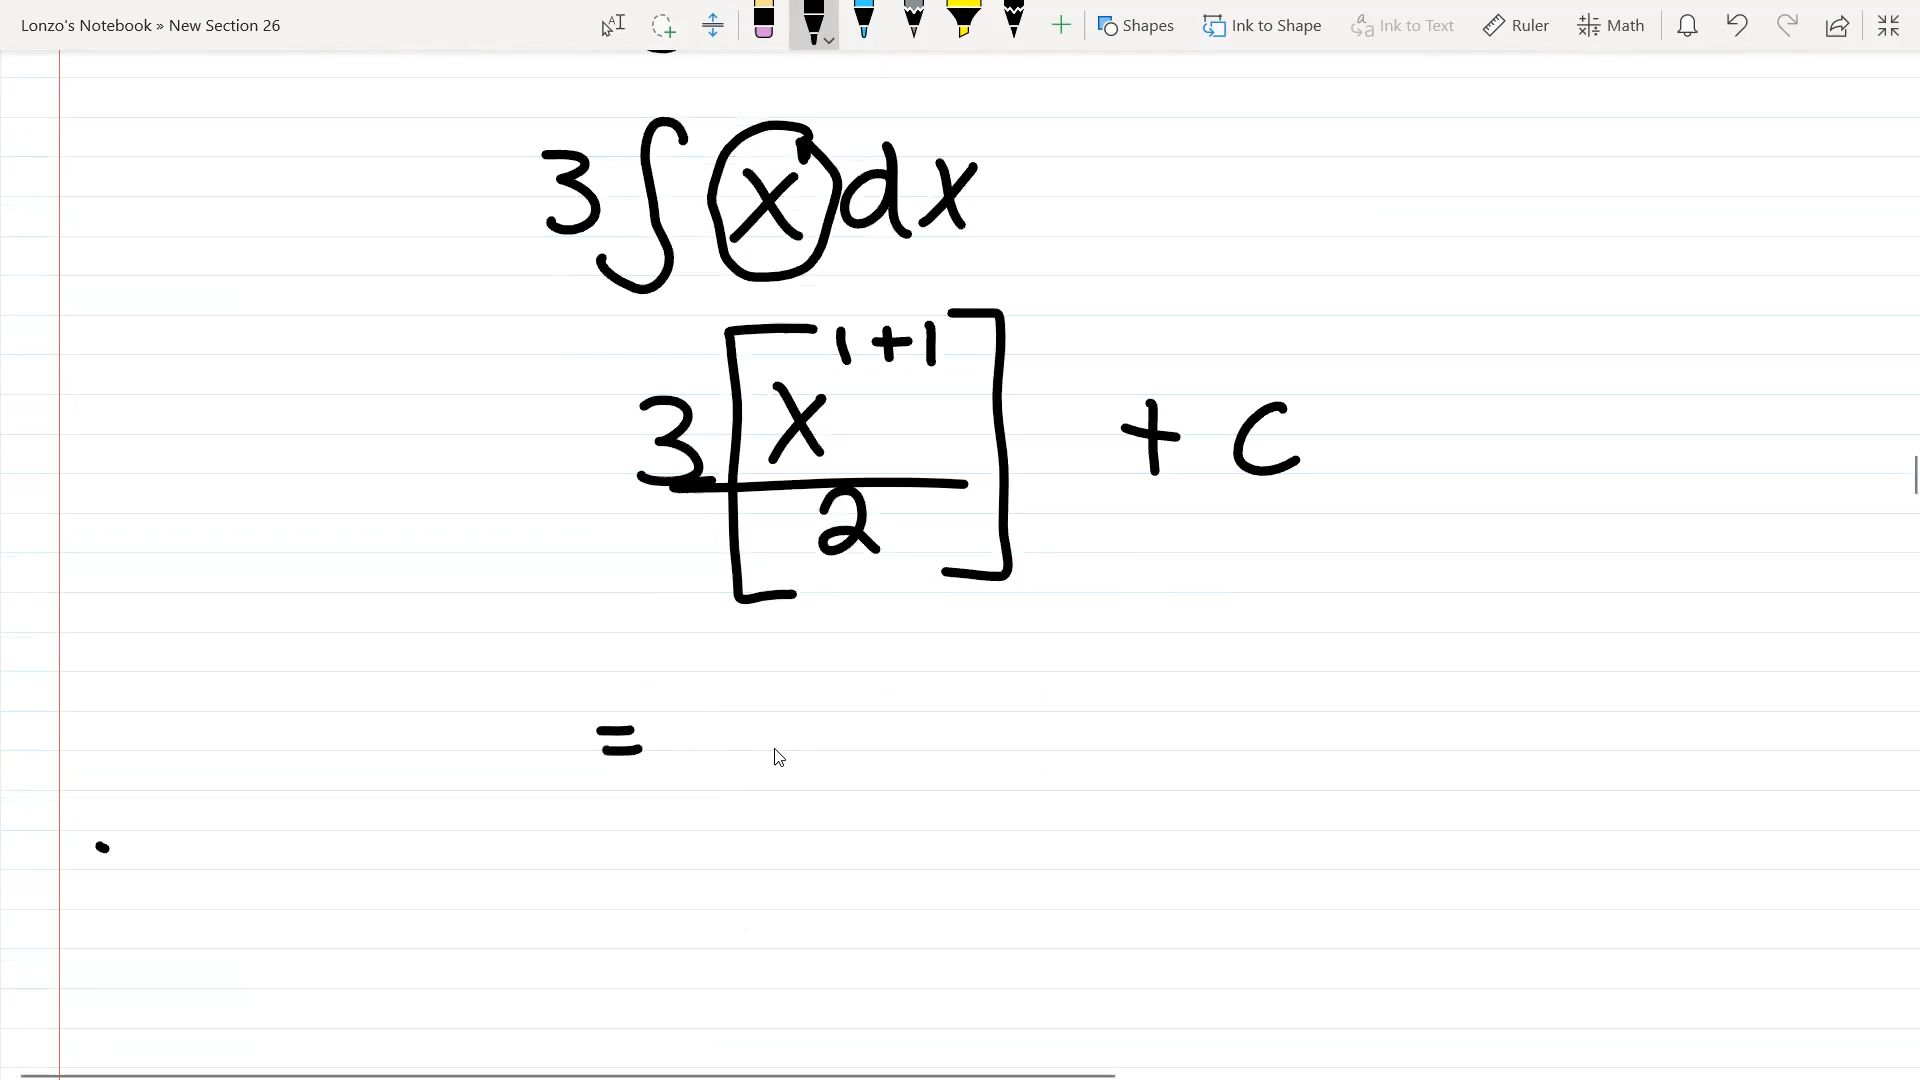 Lonzo's Notebook » New Section 26
Shapes
Ink to Shape
Ink to Text
Ruler
Math
3∫ x dx
3[x^{1+1}/2] + C
=